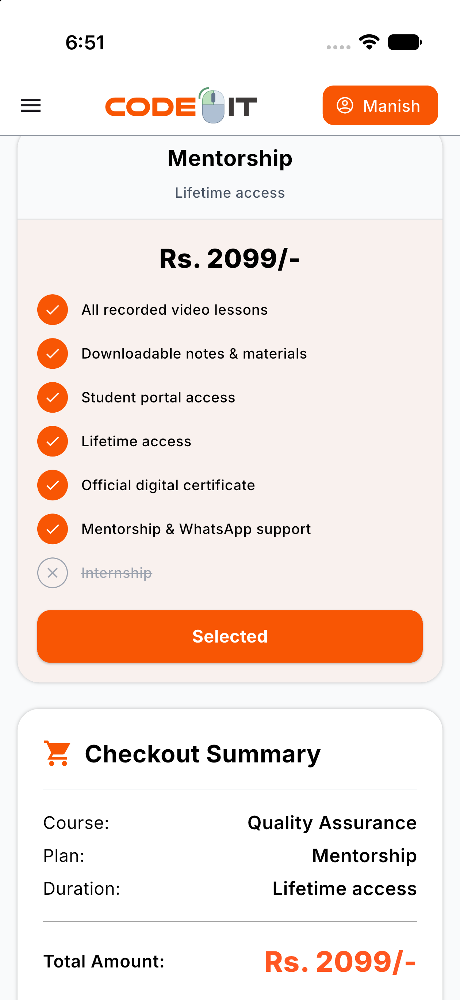 6:51
CODE IT
Manish
Mentorship
Lifetime access
Rs. 2099/-
All recorded video lessons
Downloadable notes & materials
Student portal access
Lifetime access
Official digital certificate
Mentorship & WhatsApp support
Internship
Selected
Checkout Summary
Course: Quality Assurance
Plan: Mentorship
Duration: Lifetime access
Total Amount: Rs. 2099/-